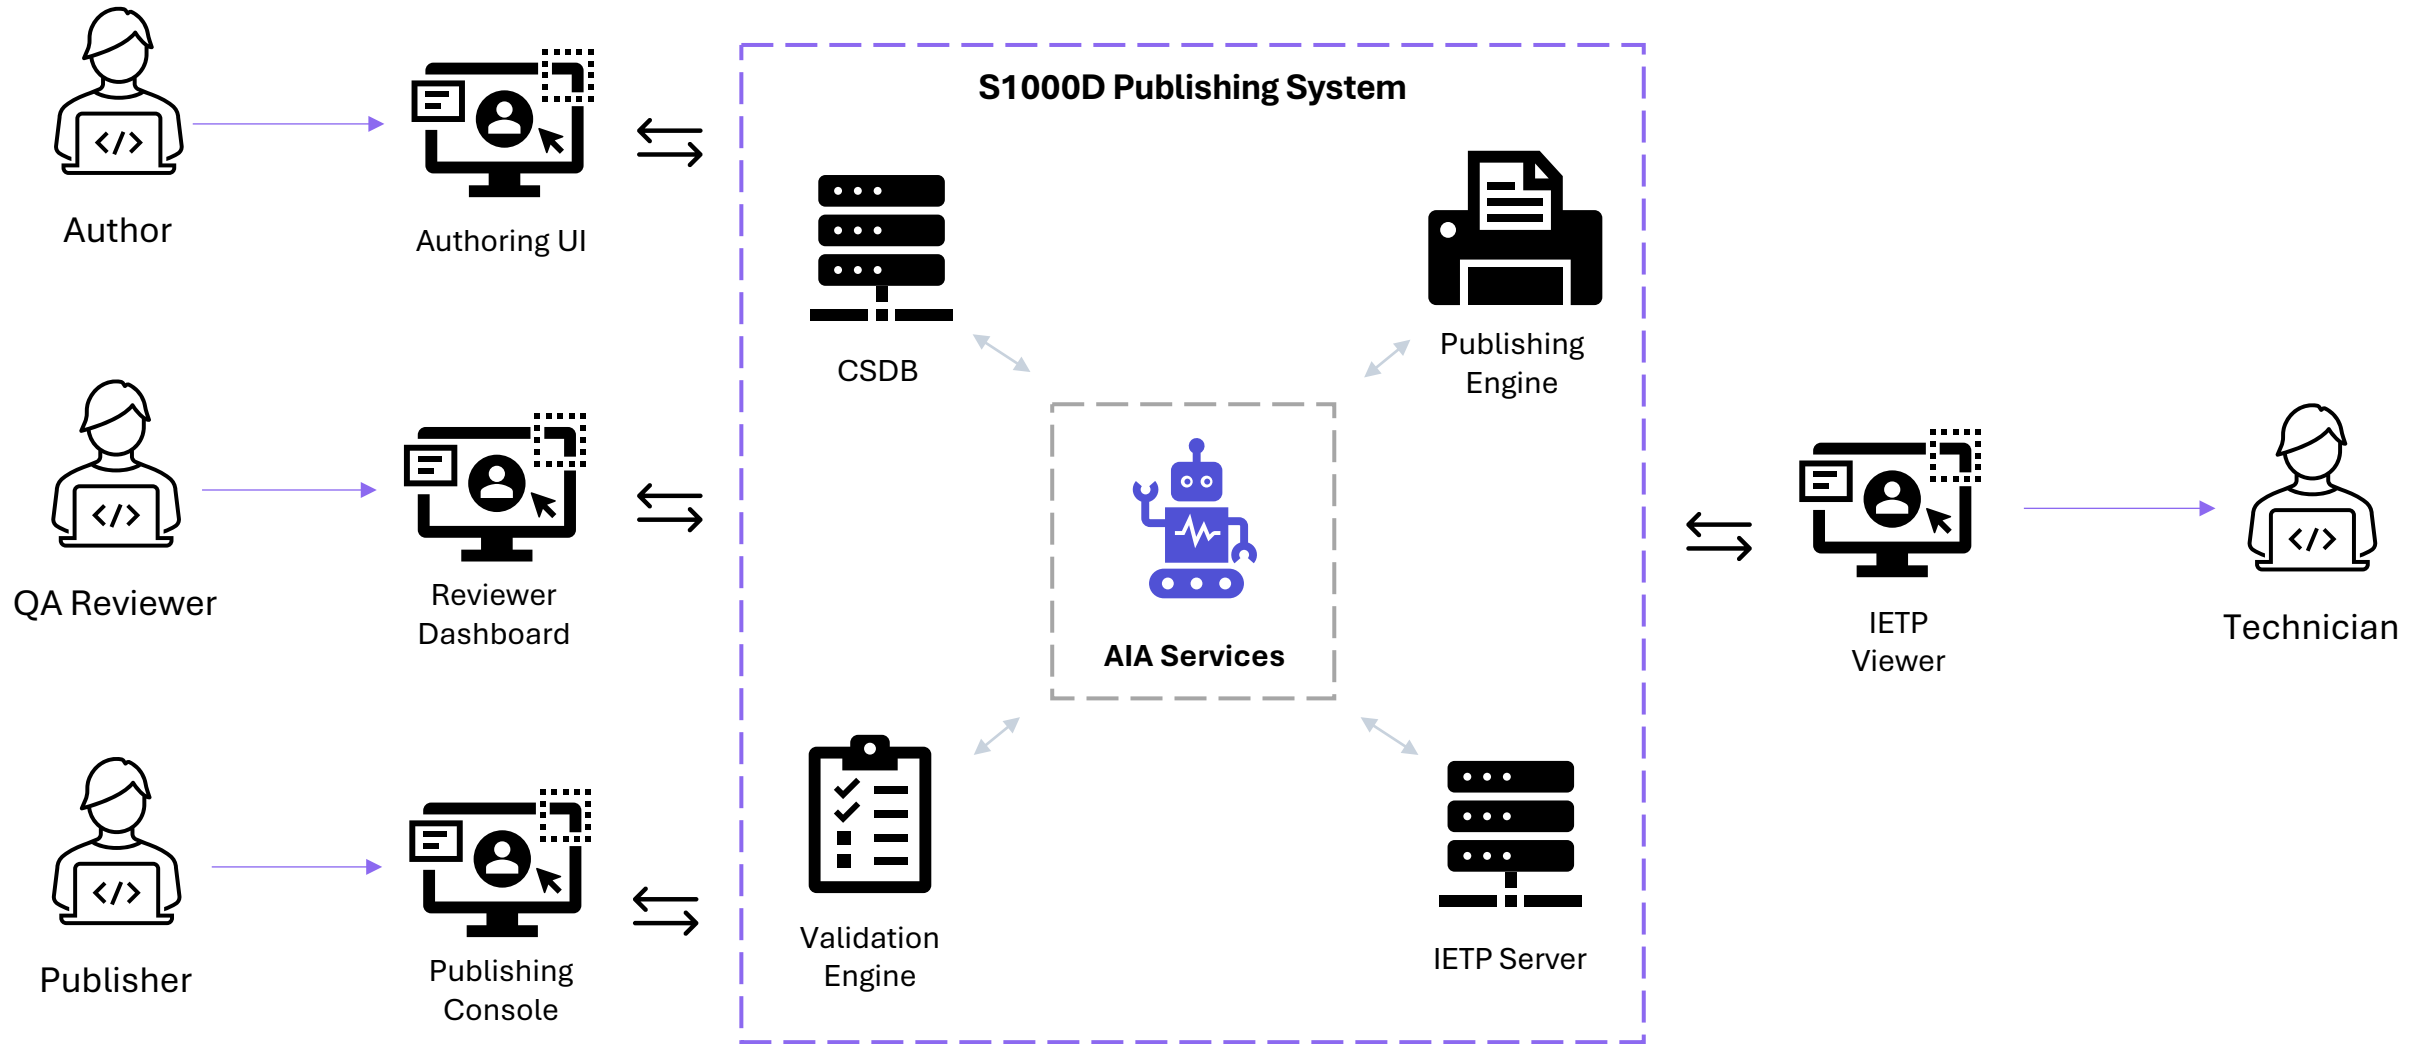 S1000D Publishing System
Author
Authoring UI
CSDB
Publishing
Engine
QA Reviewer
Reviewer
Dashboard
AIA Services
IETP
Viewer
Technician
Publisher
Publishing
Console
Validation
Engine
IETP Server